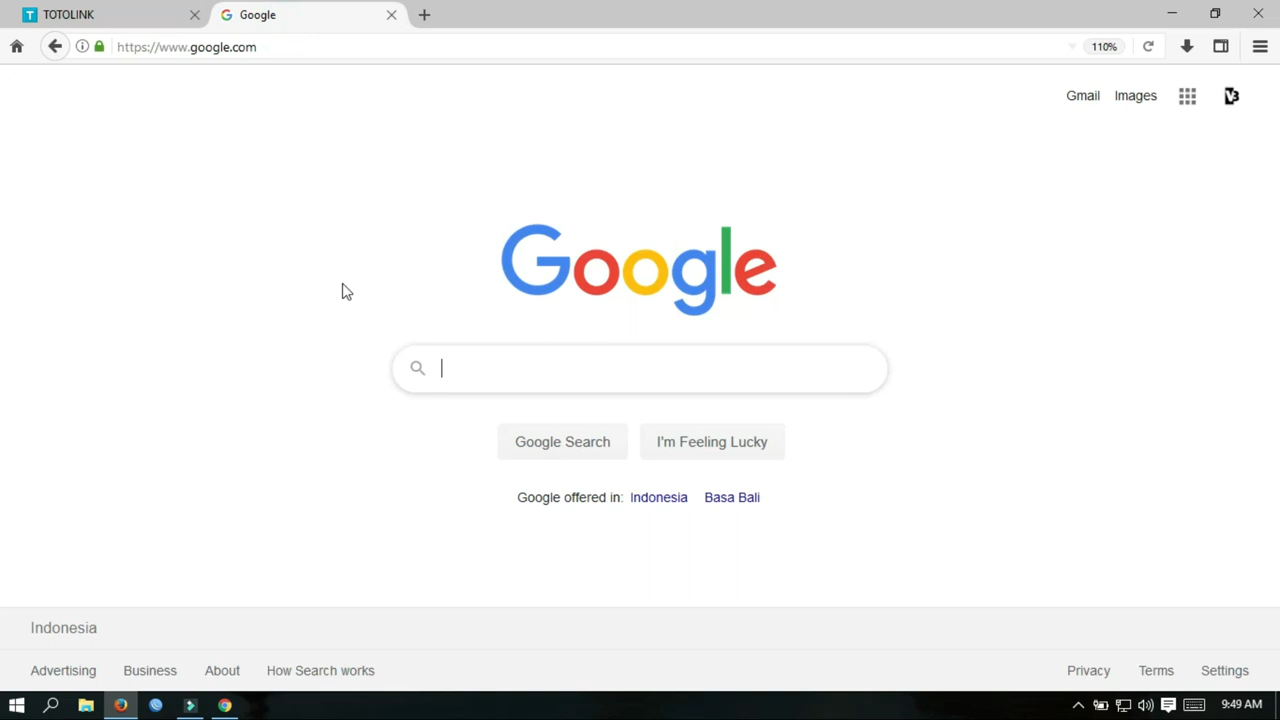 TOTOLINK
Google
https://www.google.com
110%
Gmail Images
Google
Google Search
I'm Feeling Lucky
Google offered in: Indonesia Basa Bali
Indonesia
Advertising Business About How Search works
Privacy Terms Settings
9:49 AM